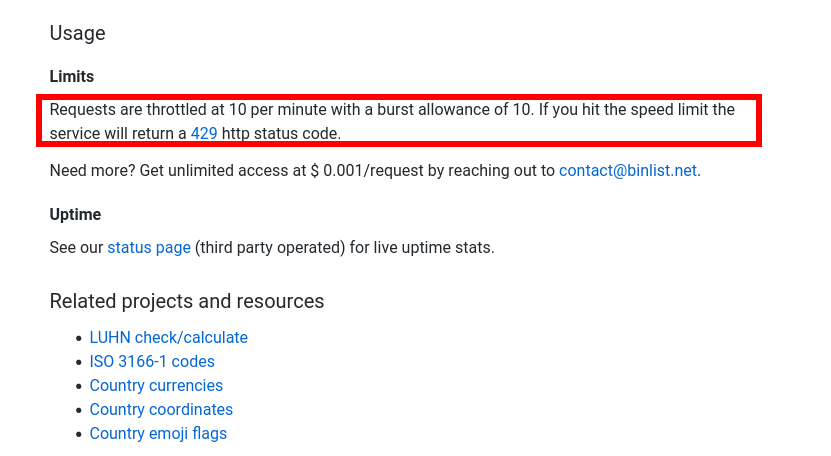 Usage
Limits
Requests are throttled at 10 per minute with a burst allowance of 10. If you hit the speed limit the
service will return a 429 http status code.
Need more? Get unlimited access at $ 0.001/request by reaching out to contact@binlist.net.
Uptime
See our status page (third party operated) for live uptime stats.
Related projects and resources
• LUHN check/calculate
• ISO 3166-1 codes
• Country currencies
• Country coordinates
• Country emoji flags